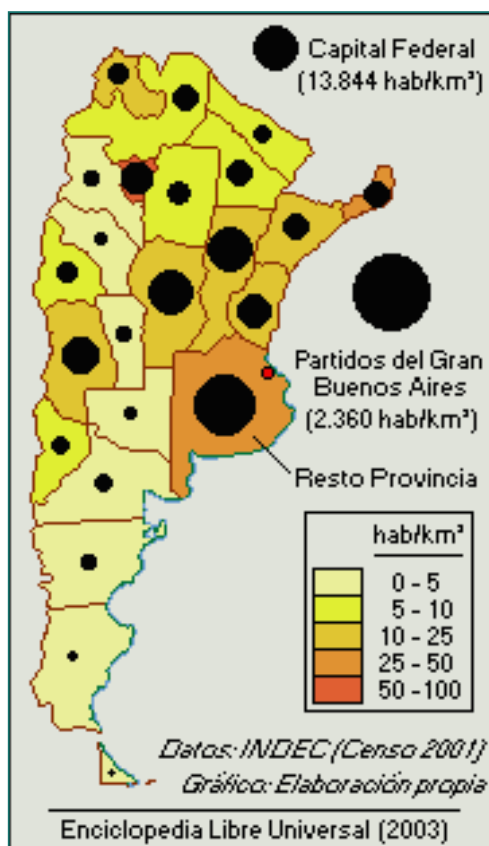 Capital Federal
(13.844 hab/km²)
Partidos del Gran
Buenos Aires
(2.360 hab/km²)
Resto Provincia
hab/km²
0 - 5
5 - 10
10 - 25
25 - 50
50 - 100
Datos: INDEC (Censo 2001)
Gráfico: Elaboración propia
Enciclopedia Libre Universal (2003)